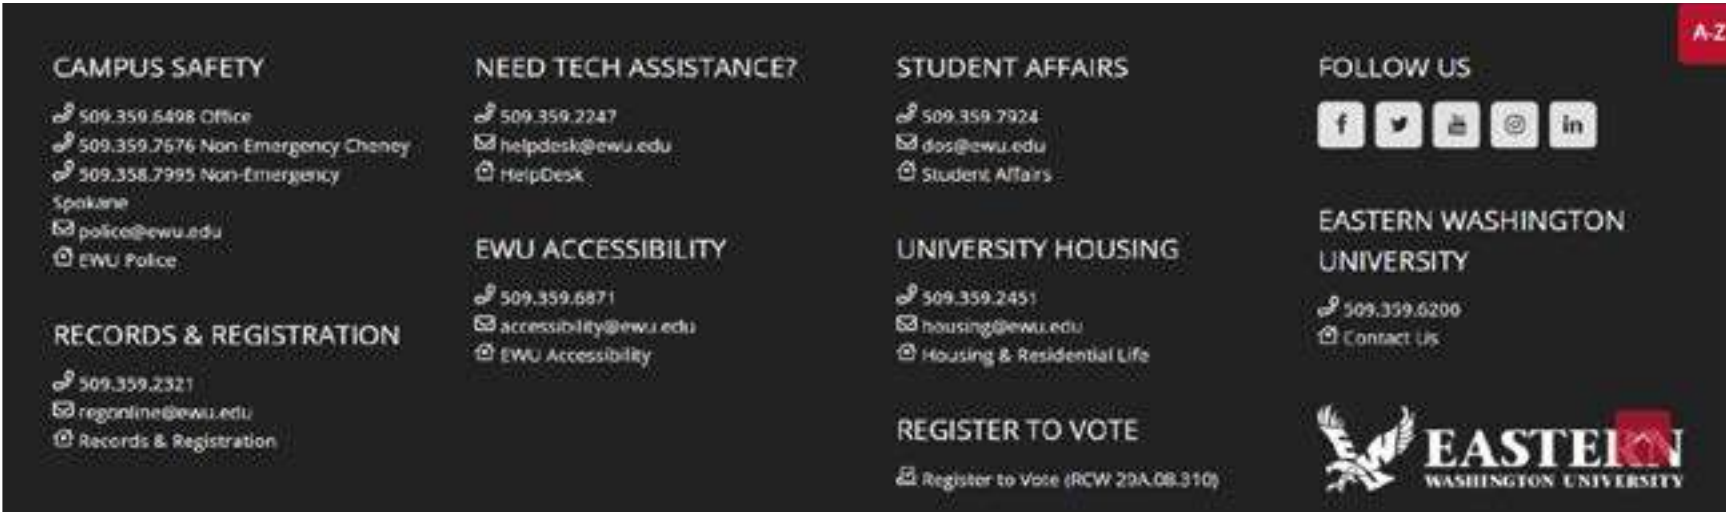 A-Z
CAMPUS SAFETY
509.359.6498 Office
509.359.7676 Non-Emergency Cheney
509.358.7995 Non-Emergency
Spokane
police@ewu.edu
EWU Police
RECORDS & REGISTRATION
509.359.2321
regonline@ewu.edu
Records & Registration
NEED TECH ASSISTANCE?
509.359.2247
helpdesk@ewu.edu
HelpDesk
EWU ACCESSIBILITY
509.359.6871
accessibility@ewu.edu
EWU Accessibility
STUDENT AFFAIRS
509.359.7924
dos@ewu.edu
Student Affairs
UNIVERSITY HOUSING
509.359.2451
housing@ewu.edu
Housing & Residential Life
REGISTER TO VOTE
Register to Vote (RCW 29A.08.310)
FOLLOW US
EASTERN WASHINGTON
UNIVERSITY
509.359.6200
Contact Us
EASTERN
WASHINGTON UNIVERSITY